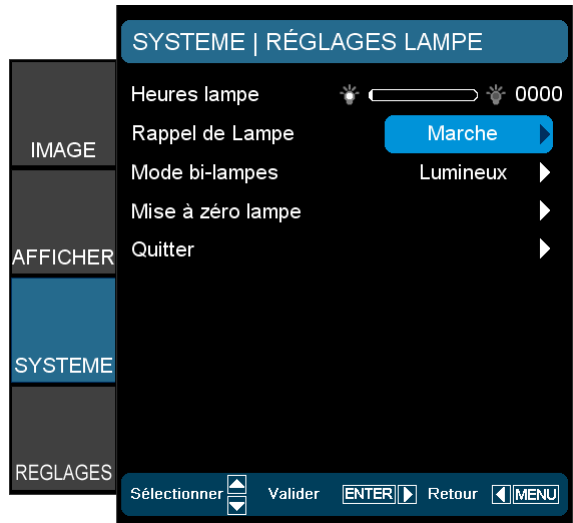 SYSTEME | RÉGLAGES LAMPE
Heures lampe 0000
Rappel de Lampe Marche
Mode bi-lampes Lumineux
Mise à zéro lampe
Quitter
IMAGE
AFFICHER
SYSTEME
REGLAGES
Sélectionner Valider ENTER Retour MENU